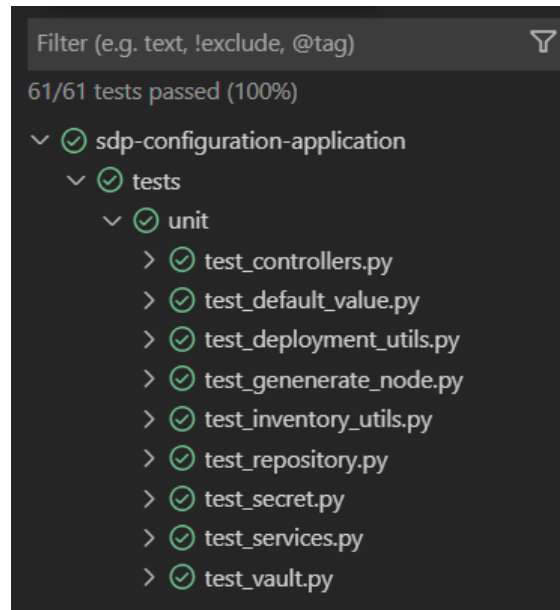 Filter (e.g. text, !exclude, @tag)
61/61 tests passed (100%)
sdp-configuration-application
tests
unit
test_controllers.py
test_default_value.py
test_deployment_utils.py
test_genenerate_node.py
test_inventory_utils.py
test_repository.py
test_secret.py
test_services.py
test_vault.py